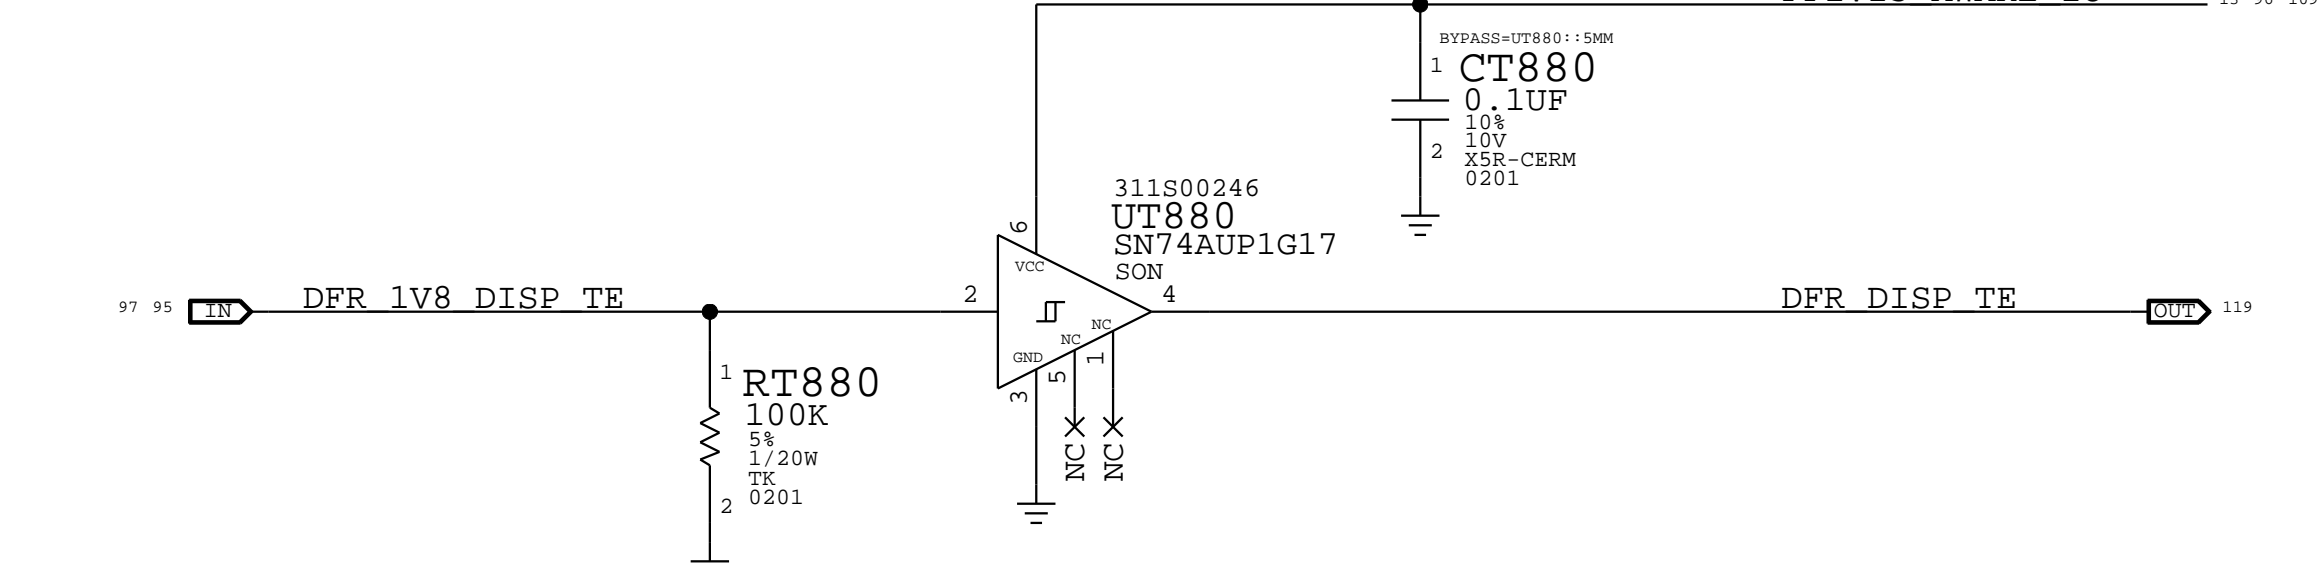 BYPASS=UT880::5MM
1
CT880
0.1UF
10%
10V
2
X5R-CERM
0201
311S00246
UT880
SN74AUP1G17
SON
6
VCC
97 95
IN
DFR_1V8_DISP_TE
2
4
DFR_DISP_TE
OUT
119
NC
NC
GND
1
5
3
1
RT880
100K
5%
1/20W
TK
0201
2
NC
NC